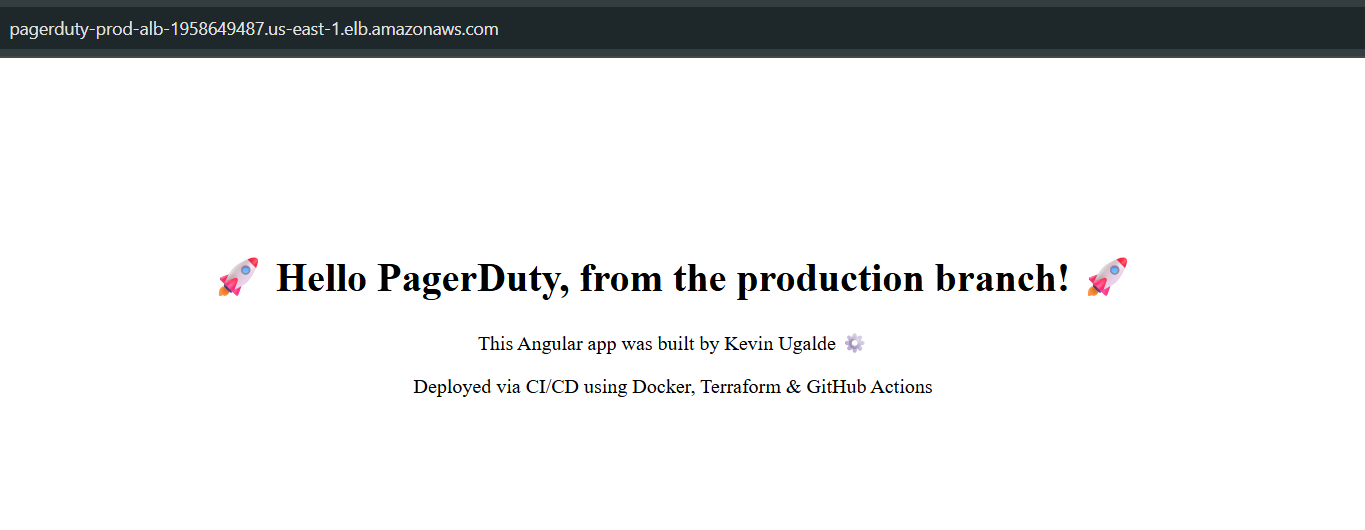 pagerduty-prod-alb-1958649487.us-east-1.elb.amazonaws.com
🚀 Hello PagerDuty, from the production branch! 🚀
This Angular app was built by Kevin Ugalde ⚙️
Deployed via CI/CD using Docker, Terraform & GitHub Actions